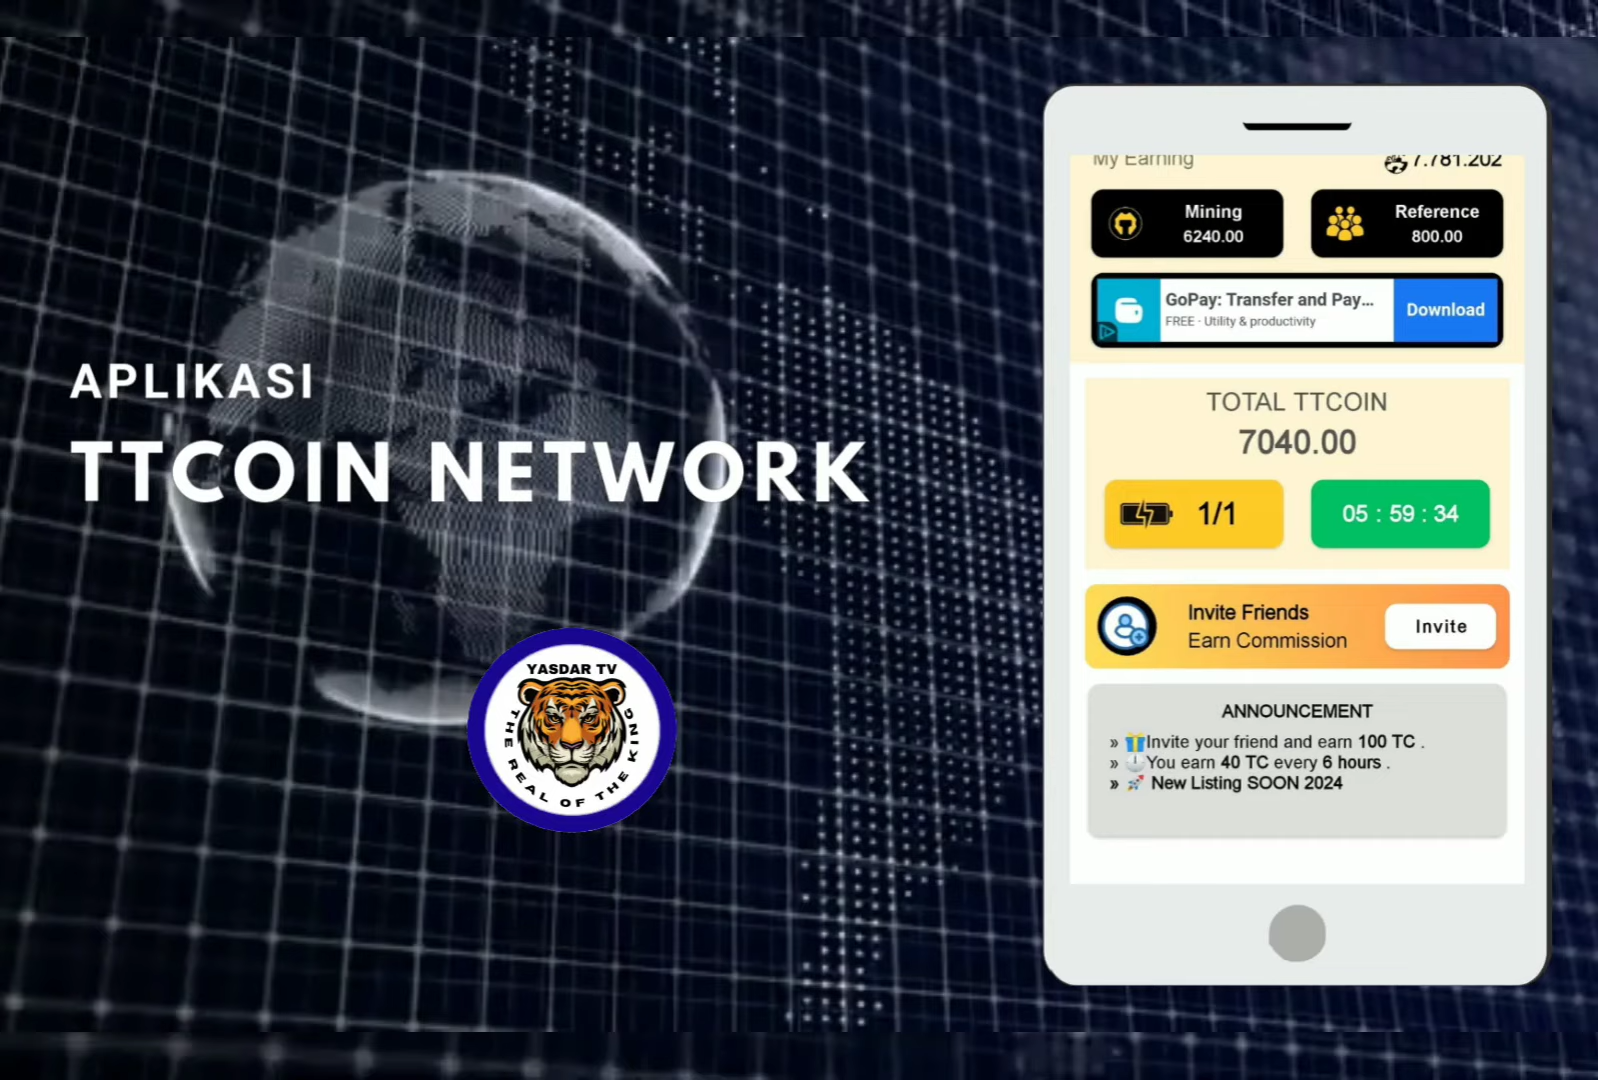 APLIKASI
TTCOIN NETWORK
YASDAR TV
THE REAL OF THE KING
My Earning
7.781.202
Mining
6240.00
Reference
800.00
GoPay: Transfer and Pay...
FREE · Utility & productivity
Download
TOTAL TTCOIN
7040.00
1/1
05 : 59 : 34
Invite Friends
Earn Commission
Invite
ANNOUNCEMENT
» 🎁Invite your friend and earn 100 TC .
» 🕛You earn 40 TC every 6 hours .
» 🚀 New Listing SOON 2024